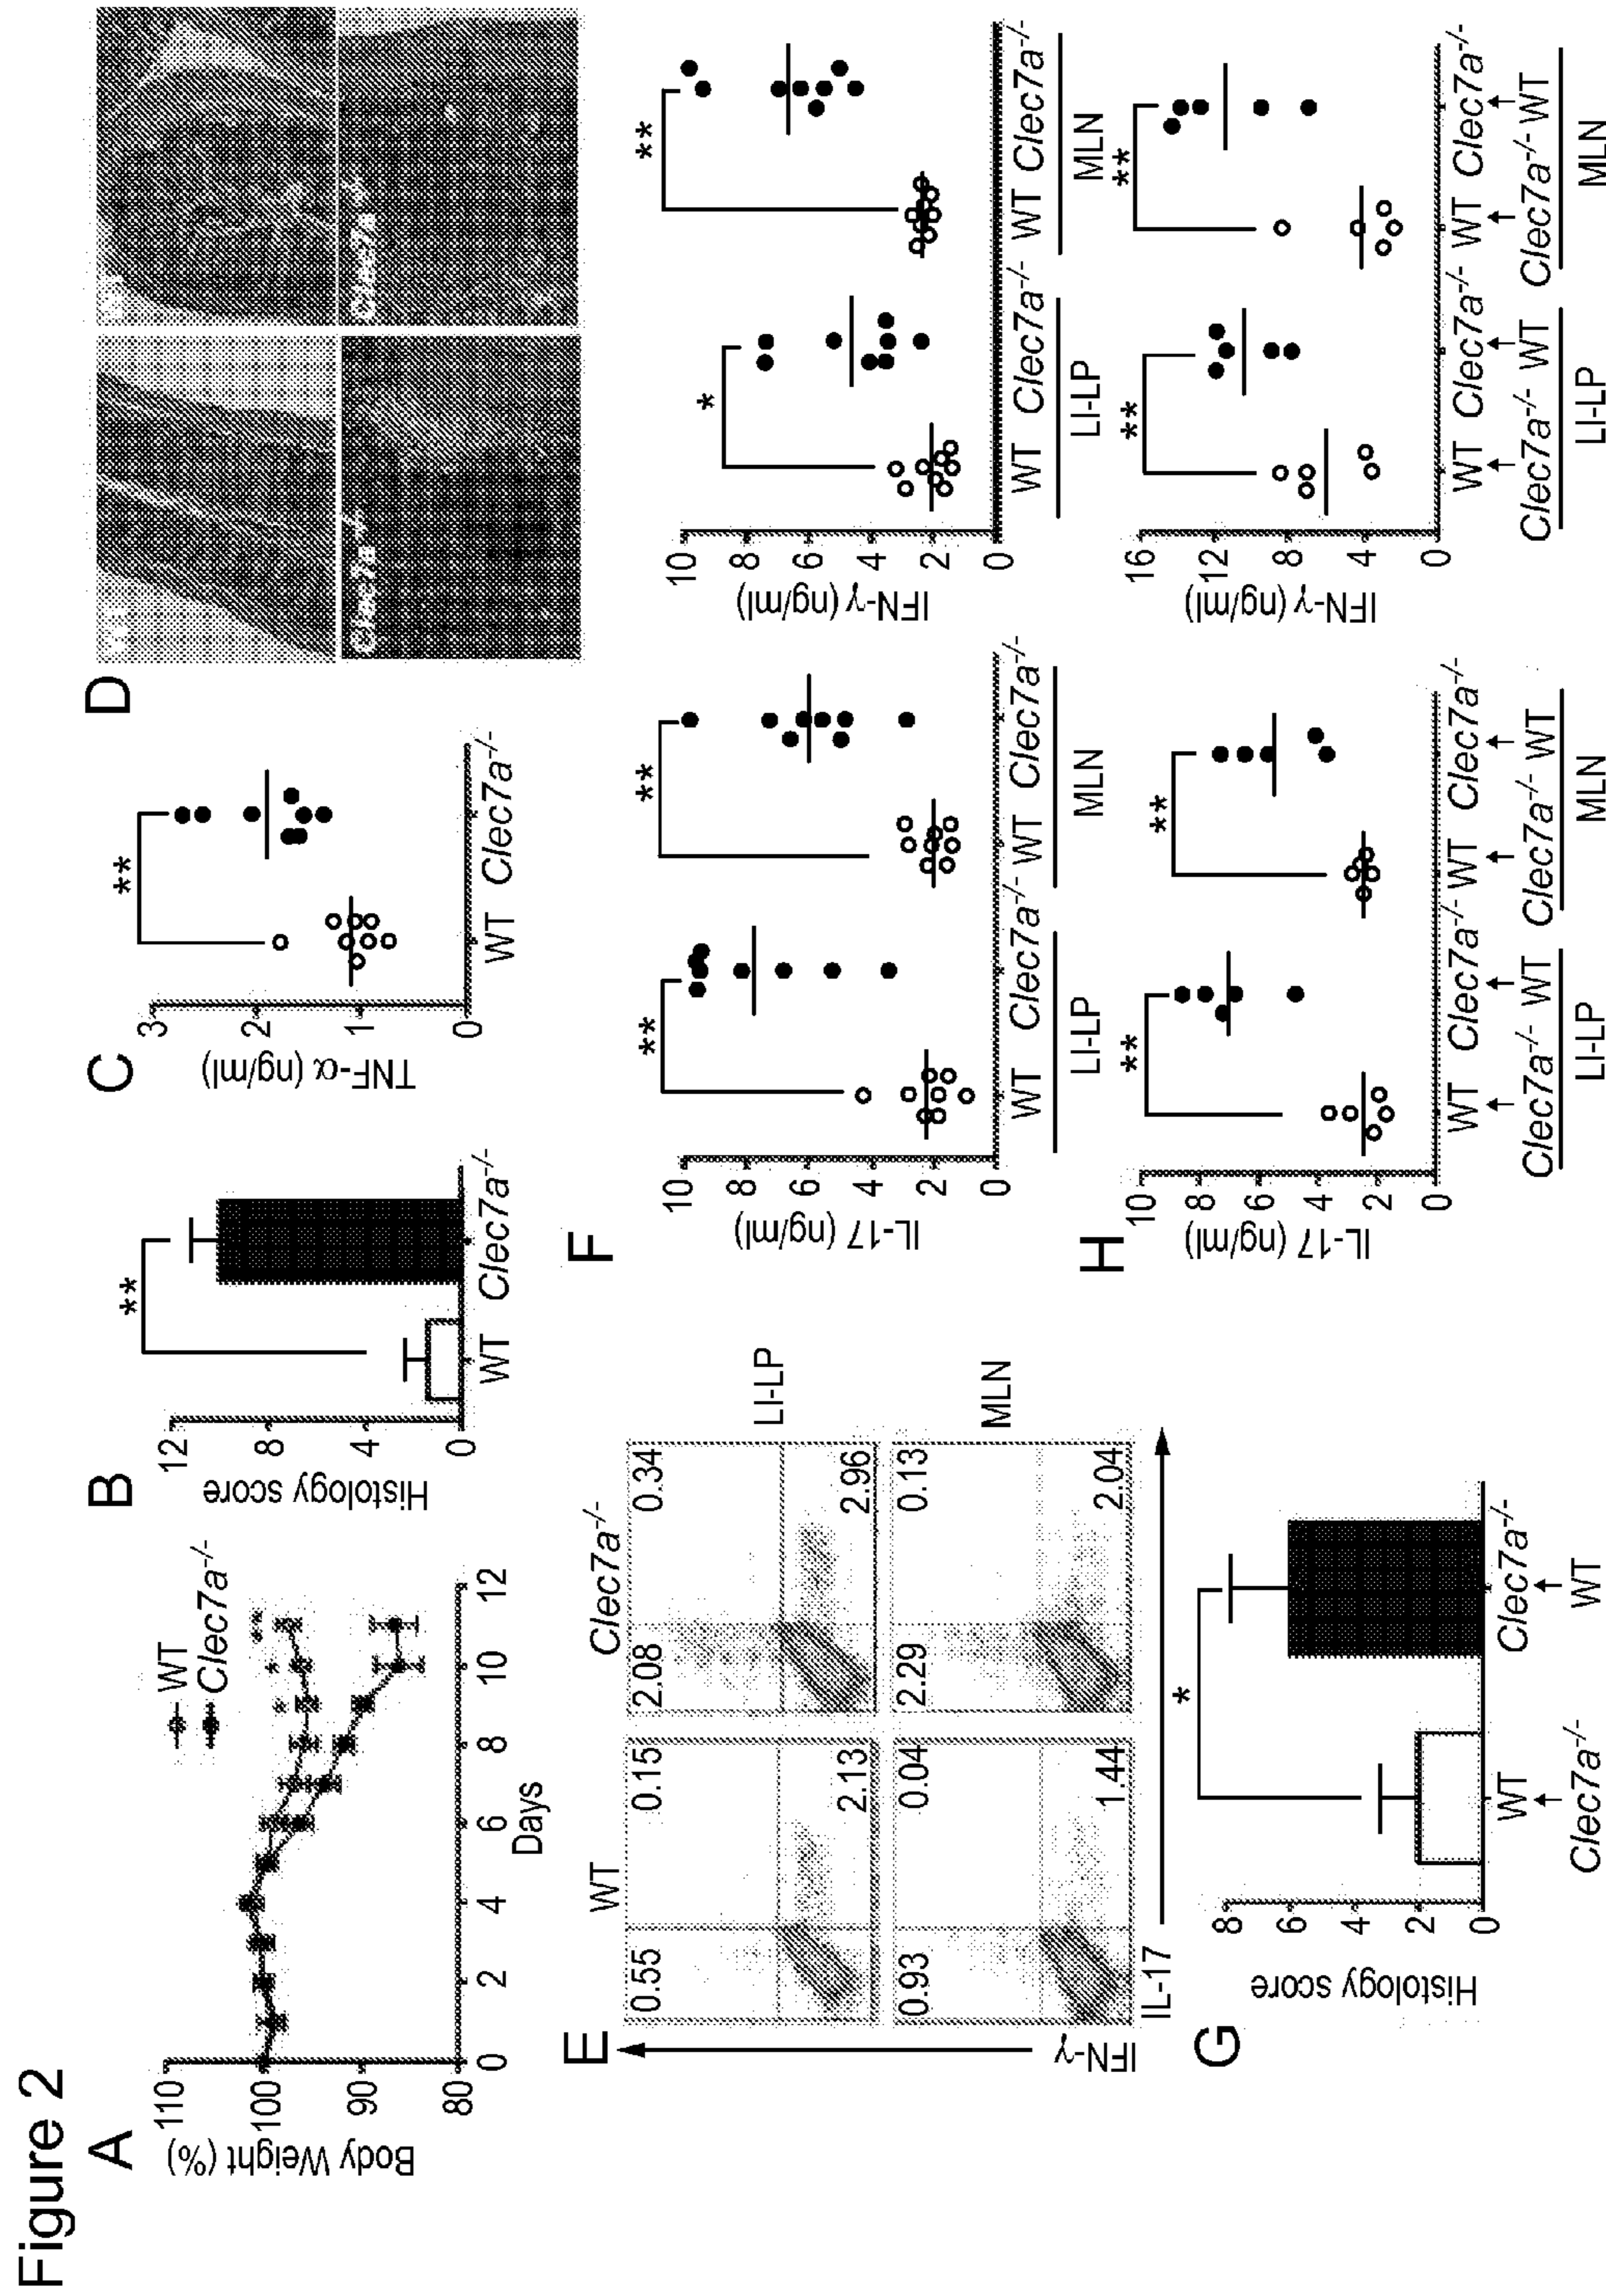 Figure 2
A
Body Weight (%)
110
100
90
80
0
2
4
6
8
10
12
Days
WT
Clec7a-/-
*
*
**
B
Histology score
12
8
4
0
**
WT
Clec7a-/-
C
TNF-α (ng/ml)
3
2
1
0
**
WT
Clec7a-/-
D
Clec7a-/-
Clec7a-/-
E
WT
Clec7a-/-
0.55
0.15
2.13
2.08
0.34
2.96
LI-LP
0.93
0.04
1.44
2.29
0.13
2.04
MLN
IFN-γ
IL-17
F
IL-17 (ng/ml)
10
8
6
4
2
0
**
**
WT
Clec7a-/-
WT
Clec7a-/-
LI-LP
MLN
IFN-γ (ng/ml)
10
8
6
4
2
0
*
**
WT
Clec7a-/-
WT
Clec7a-/-
LI-LP
MLN
G
Histology score
8
6
4
2
0
*
WT
Clec7a-/-
Clec7a-/-
WT
H
IL-17 (ng/ml)
10
8
6
4
2
0
**
**
WT
Clec7a-/-
WT
Clec7a-/-
Clec7a-/-
WT
Clec7a-/-
WT
LI-LP
MLN
IFN-γ (ng/ml)
16
12
8
4
0
**
**
WT
Clec7a-/-
WT
Clec7a-/-
Clec7a-/-
WT
Clec7a-/-
WT
LI-LP
MLN